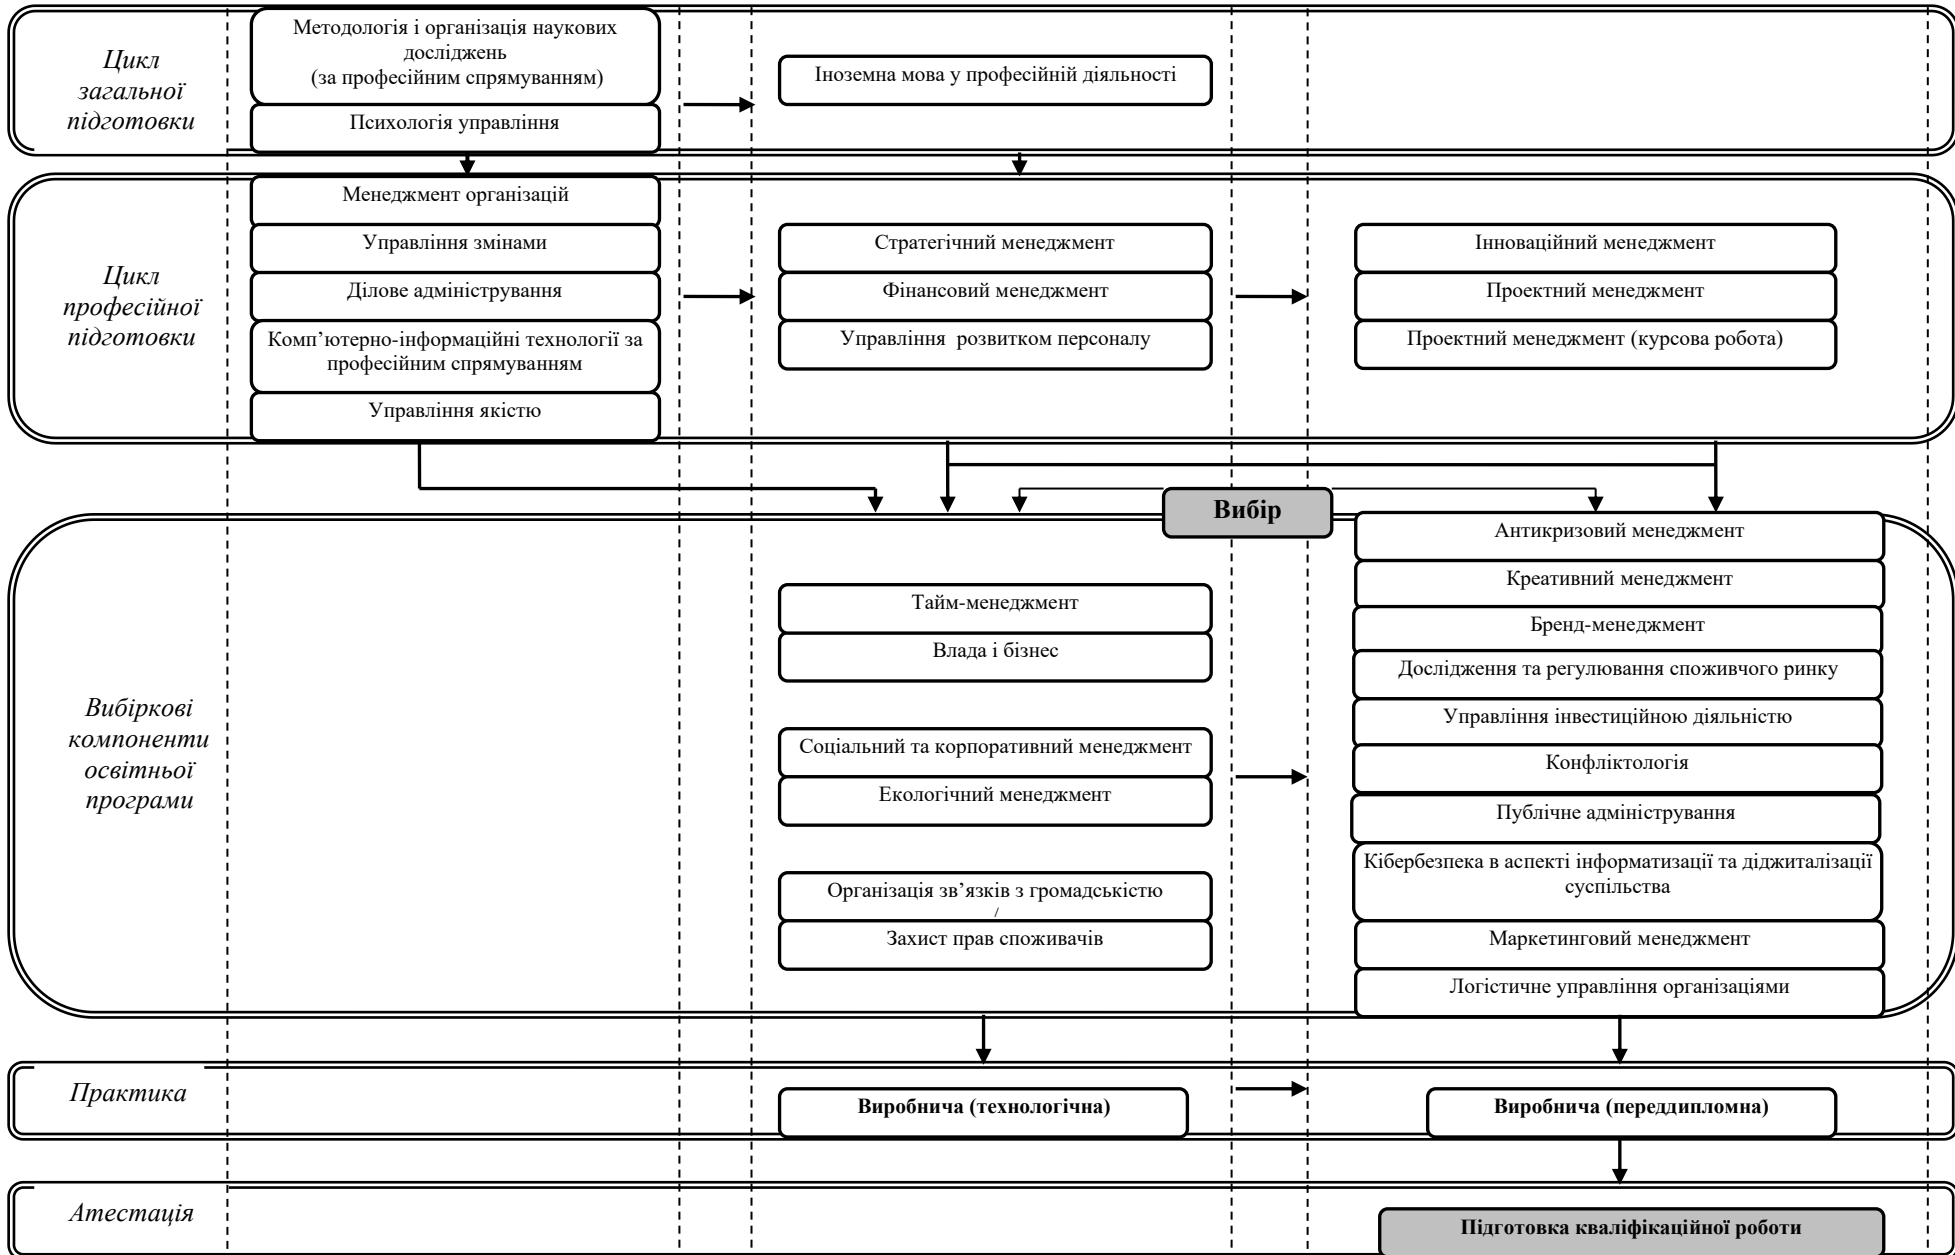 Цикл
загальної
підготовки
Методологія і організація наукових
досліджень
(за професійним спрямуванням)
Психологія управління
Іноземна мова у професійній діяльності
Цикл
професійної
підготовки
Менеджмент організацій
Управління змінами
Ділове адміністрування
Комп’ютерно-інформаційні технології за
професійним спрямуванням
Управління якістю
Стратегічний менеджмент
Фінансовий менеджмент
Управління розвитком персоналу
Інноваційний менеджмент
Проектний менеджмент
Проектний менеджмент (курсова робота)
Вибір
Вибіркові
компоненти
освітньої
програми
Тайм-менеджмент
Влада і бізнес
Соціальний та корпоративний менеджмент
Екологічний менеджмент
Організація зв’язків з громадськістю
/
Захист прав споживачів
Антикризовий менеджмент
Креативний менеджмент
Бренд-менеджмент
Дослідження та регулювання споживчого ринку
Управління інвестиційною діяльністю
Конфліктологія
Публічне адміністрування
Кібербезпека в аспекті інформатизації та діджиталізації
суспільства
Маркетинговий менеджмент
Логістичне управління організаціями
Практика
Виробнича (технологічна)
Виробнича (переддипломна)
Атестація
Підготовка кваліфікаційної роботи